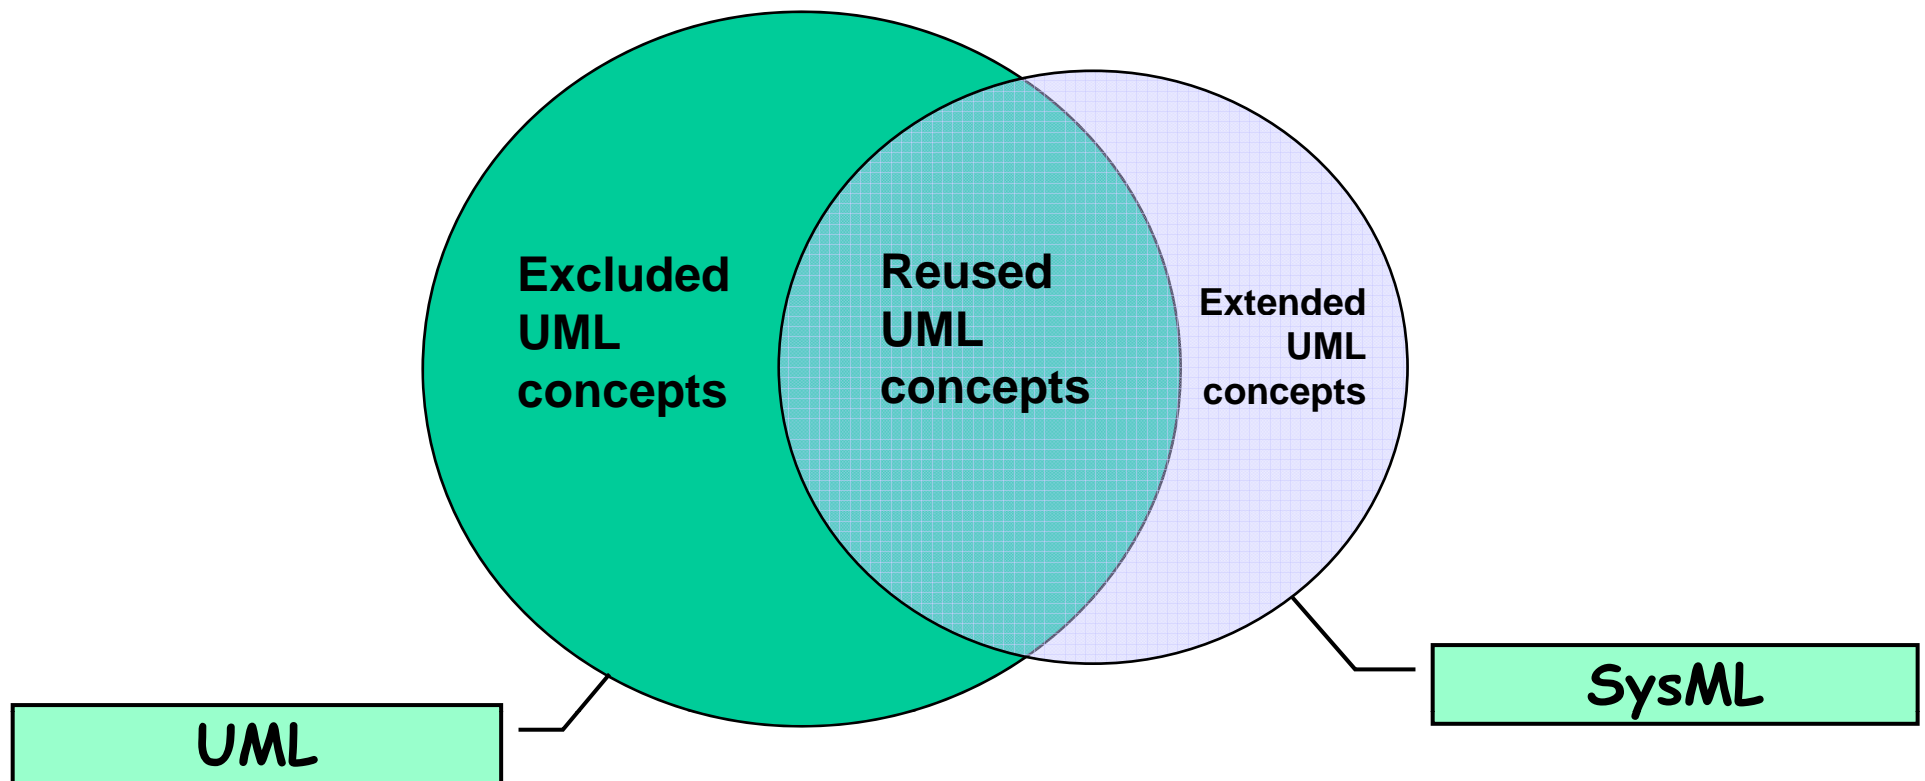 Excluded
UML
concepts
Reused
UML
concepts
Extended
UML
concepts
UML
SysML